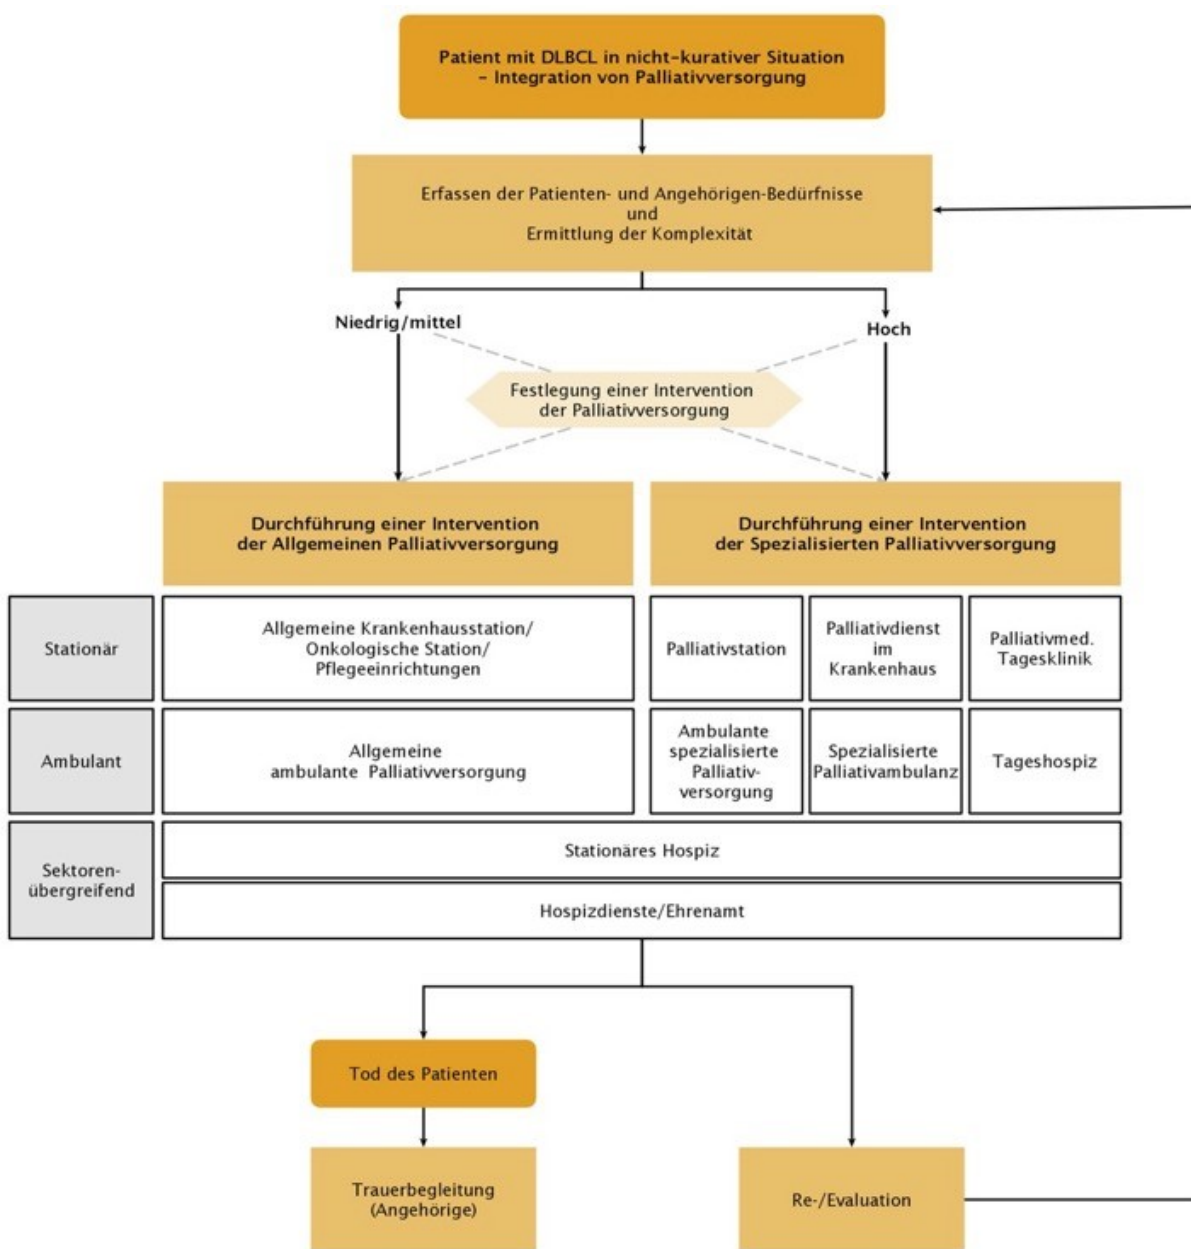 Patient mit DLBCL in nicht-kurativer Situation
– Integration von Palliativversorgung
Erfassen der Patienten- und Angehörigen-Bedürfnisse
und
Ermittlung der Komplexität
Niedrig/mittel
Hoch
Festlegung einer Intervention
der Palliativversorgung
Durchführung einer Intervention
der Allgemeinen Palliativversorgung
Durchführung einer Intervention
der Spezialisierten Palliativversorgung
Stationär
Allgemeine Krankenhausstation/
Onkologische Station/
Pflegeeinrichtungen
Palliativstation
Palliativdienst
im
Krankenhaus
Palliativmed.
Tagesklinik
Ambulant
Allgemeine
ambulante Palliativversorgung
Ambulante
spezialisierte
Palliativ-
versorgung
Spezialisierte
Palliativambulanz
Tageshospiz
Sektoren-
übergreifend
Stationäres Hospiz
Hospizdienste/Ehrenamt
Tod des Patienten
Trauerbegleitung
(Angehörige)
Re-/Evaluation